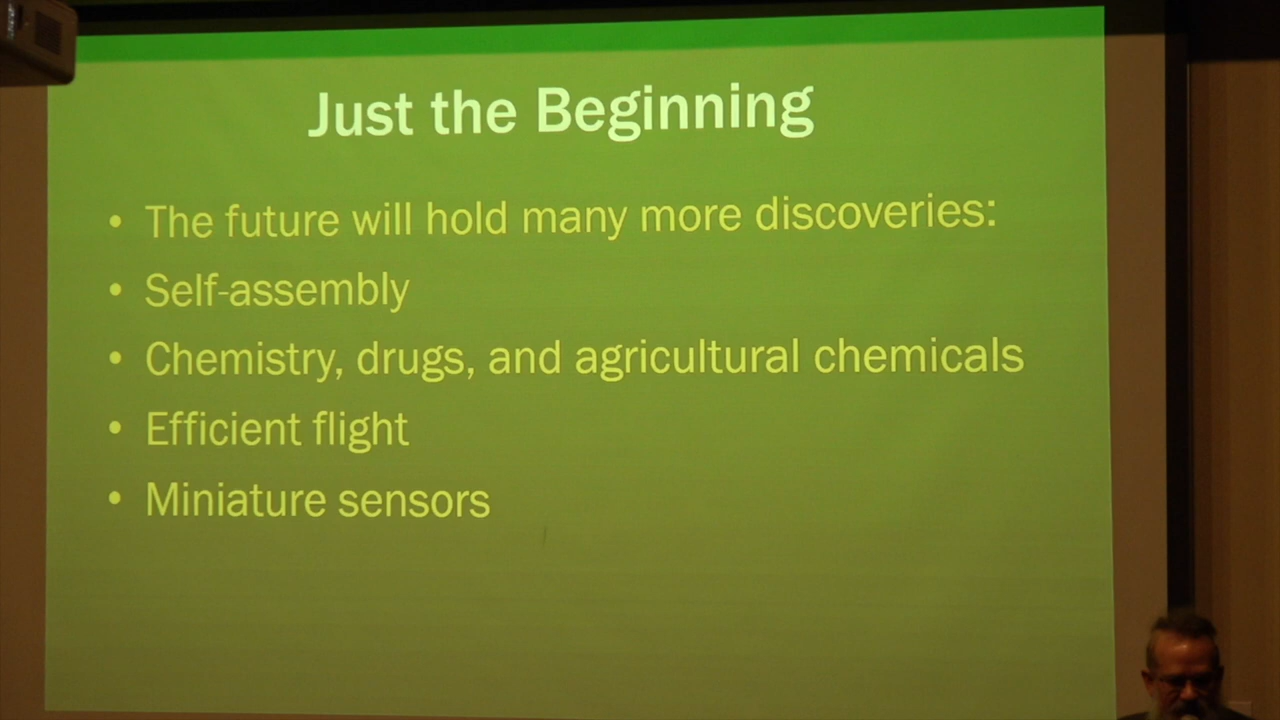 Just the Beginning
• The future will hold many more discoveries:
• Self-assembly
• Chemistry, drugs, and agricultural chemicals
• Efficient flight
• Miniature sensors